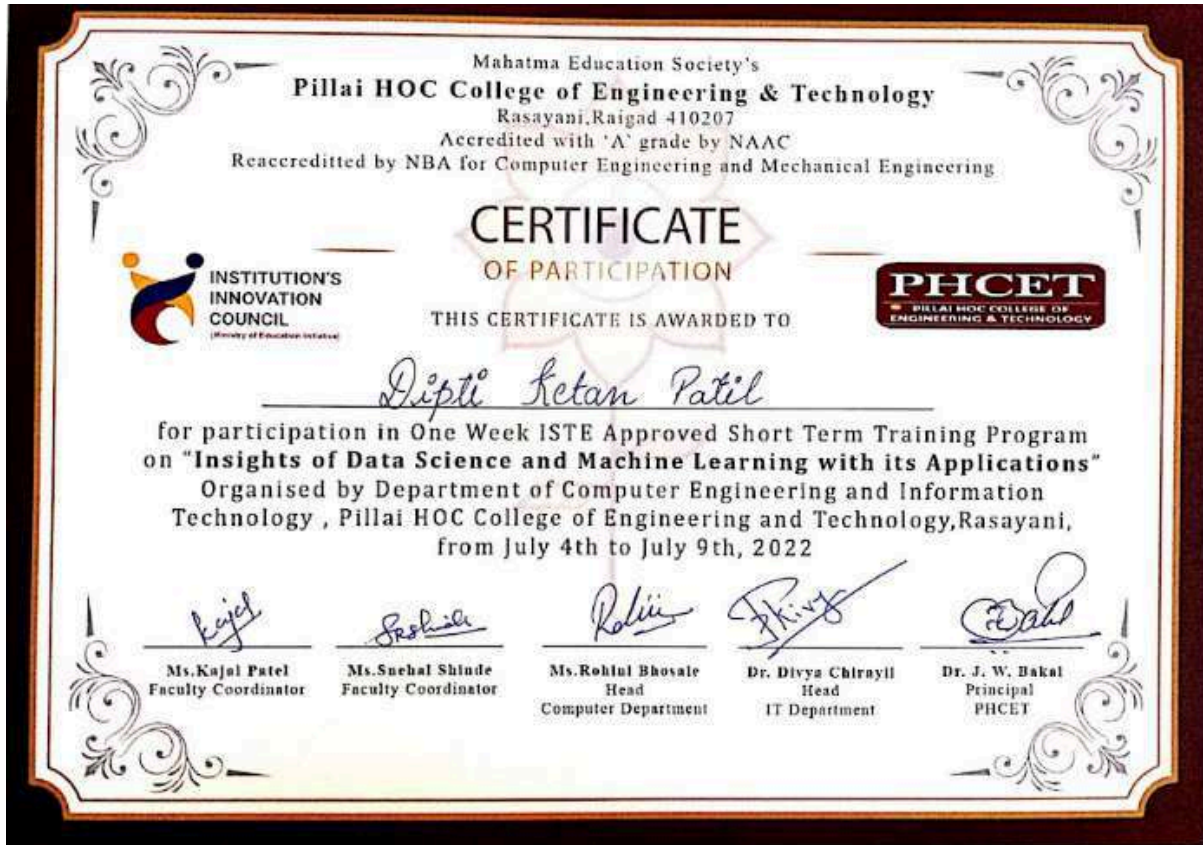 Mahatma Education Society's
Pillai HOC College of Engineering & Technology
Rasayani,Raigad 410207
Accredited with 'A' grade by NAAC
Reaccreditted by NBA for Computer Engineering and Mechanical Engineering
CERTIFICATE
OF PARTICIPATION
INSTITUTION'S
INNOVATION
COUNCIL
(Ministry of Education Initiative)
PHCET
PILLAI HOC COLLEGE OF
ENGINEERING & TECHNOLOGY
THIS CERTIFICATE IS AWARDED TO
Dipti Ketan Patil
for participation in One Week ISTE Approved Short Term Training Program
on "Insights of Data Science and Machine Learning with its Applications"
Organised by Department of Computer Engineering and Information
Technology , Pillai HOC College of Engineering and Technology,Rasayani,
from July 4th to July 9th, 2022
Kajal
Ms.Kajal Patel
Faculty Coordinator
Ms.Snehal Shinde
Faculty Coordinator
Ms.Rohini Bhosale
Head
Computer Department
Dr. Divya Chirayil
Head
IT Department
Dr. J. W. Bakal
Principal
PHCET